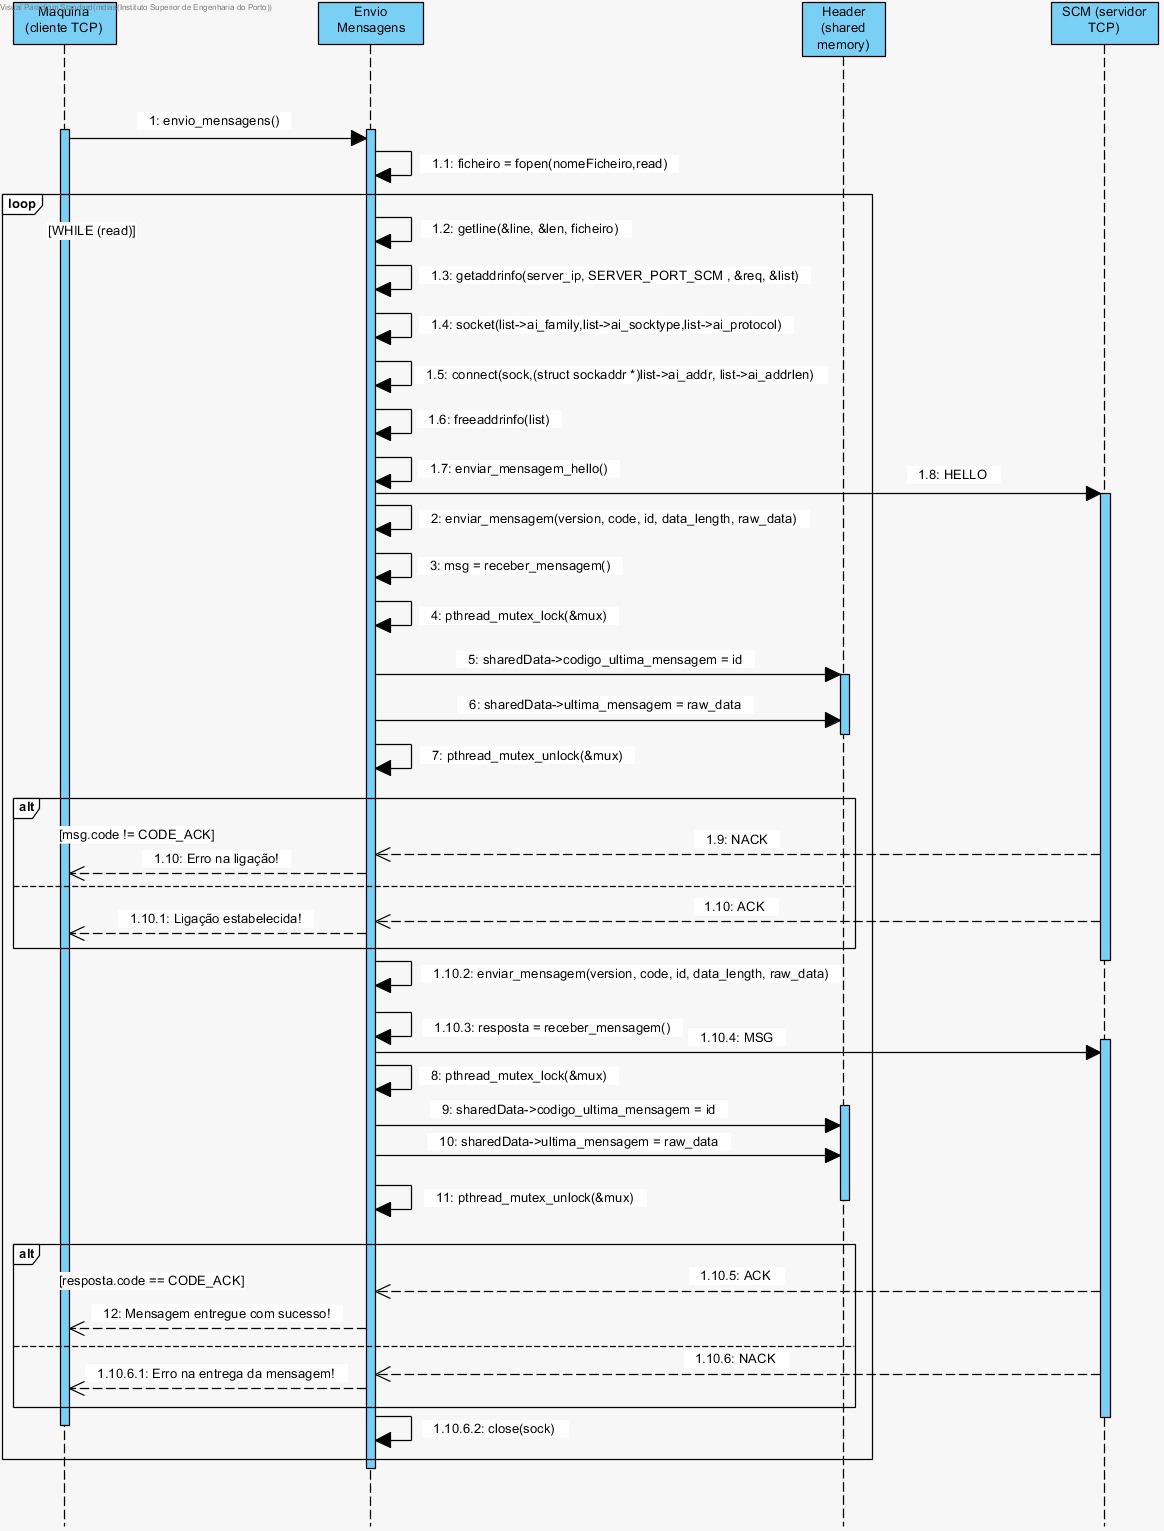 Visual Paradigm Standard(mdias(Instituto Superior de Engenharia do Porto))
Maquina
(cliente TCP)
Envio
Mensagens
Header
(shared
memory)
SCM (servidor
TCP)
1: envio_mensagens()
1.1: ficheiro = fopen(nomeFicheiro,read)
loop
[WHILE (read)]
1.2: getline(&line, &len, ficheiro)
1.3: getaddrinfo(server_ip, SERVER_PORT_SCM , &req, &list)
1.4: socket(list->ai_family,list->ai_socktype,list->ai_protocol)
1.5: connect(sock,(struct sockaddr *)list->ai_addr, list->ai_addrlen)
1.6: freeaddrinfo(list)
1.7: enviar_mensagem_hello()
1.8: HELLO
2: enviar_mensagem(version, code, id, data_length, raw_data)
3: msg = receber_mensagem()
4: pthread_mutex_lock(&mux)
5: sharedData->codigo_ultima_mensagem = id
6: sharedData->ultima_mensagem = raw_data
7: pthread_mutex_unlock(&mux)
alt
[msg.code != CODE_ACK]
1.9: NACK
1.10: Erro na ligação!
1.10: ACK
1.10.1: Ligação estabelecida!
1.10.2: enviar_mensagem(version, code, id, data_length, raw_data)
1.10.3: resposta = receber_mensagem()
1.10.4: MSG
8: pthread_mutex_lock(&mux)
9: sharedData->codigo_ultima_mensagem = id
10: sharedData->ultima_mensagem = raw_data
11: pthread_mutex_unlock(&mux)
alt
[resposta.code == CODE_ACK]
1.10.5: ACK
12: Mensagem entregue com sucesso!
1.10.6: NACK
1.10.6.1: Erro na entrega da mensagem!
1.10.6.2: close(sock)